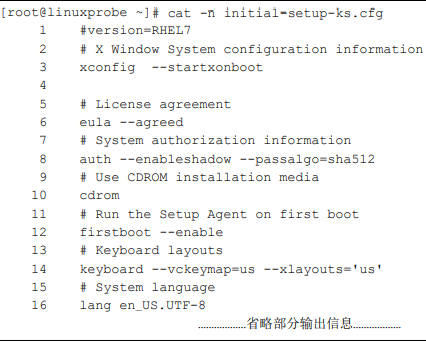 [root@linuxprobe ~]# cat -n initial-setup-ks.cfg
1 #version=RHEL7
2 # X Window System configuration information
3 xconfig --startxonboot
4
5 # License agreement
6 eula --agreed
7 # System authorization information
8 auth --enableshadow --passalgo=sha512
9 # Use CDROM installation media
10 cdrom
11 # Run the Setup Agent on first boot
12 firstboot --enable
13 # Keyboard layouts
14 keyboard --vckeymap=us --xlayouts='us'
15 # System language
16 lang en_US.UTF-8
………………省略部分输出信息………………